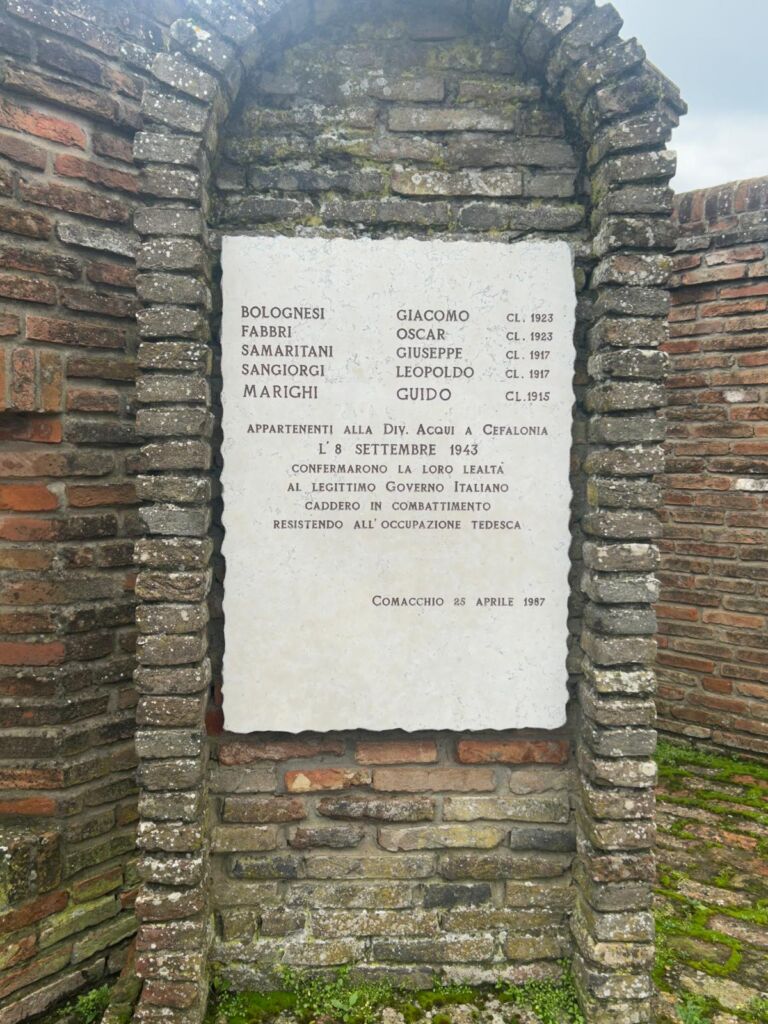 BOLOGNESI GIACOMO CL. 1923
FABBRI OSCAR CL. 1923
SAMARITANI GIUSEPPE CL. 1917
SANGIORGI LEOPOLDO CL. 1917
MARIGHI GUIDO CL. 1915
APPARTENENTI ALLA DIV. ACQUI A CEFALONIA
L'8 SETTEMBRE 1943
CONFERMARONO LA LORO LEALTA'
AL LEGITTIMO GOVERNO ITALIANO
CADDERO IN COMBATTIMENTO
RESISTENDO ALL'OCCUPAZIONE TEDESCA
COMACCHIO 25 APRILE 1987